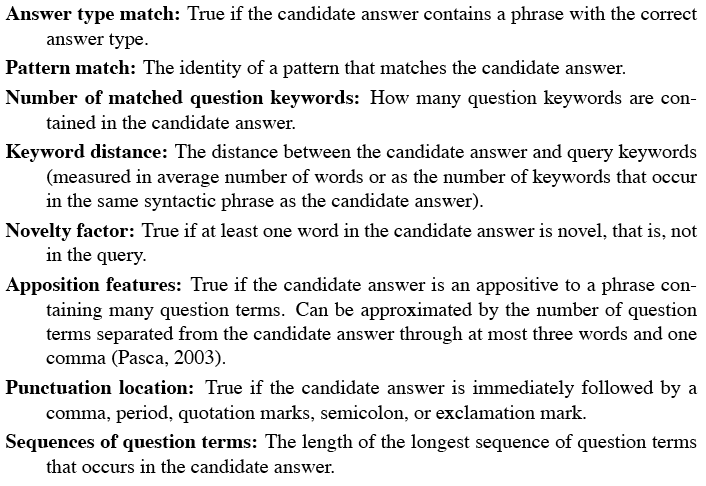 Answer type match: True if the candidate answer contains a phrase with the correct
answer type.
Pattern match: The identity of a pattern that matches the candidate answer.
Number of matched question keywords: How many question keywords are con-
tained in the candidate answer.
Keyword distance: The distance between the candidate answer and query keywords
(measured in average number of words or as the number of keywords that occur
in the same syntactic phrase as the candidate answer).
Novelty factor: True if at least one word in the candidate answer is novel, that is, not
in the query.
Apposition features: True if the candidate answer is an appositive to a phrase con-
taining many question terms. Can be approximated by the number of question
terms separated from the candidate answer through at most three words and one
comma (Pasca, 2003).
Punctuation location: True if the candidate answer is immediately followed by a
comma, period, quotation marks, semicolon, or exclamation mark.
Sequences of question terms: The length of the longest sequence of question terms
that occurs in the candidate answer.